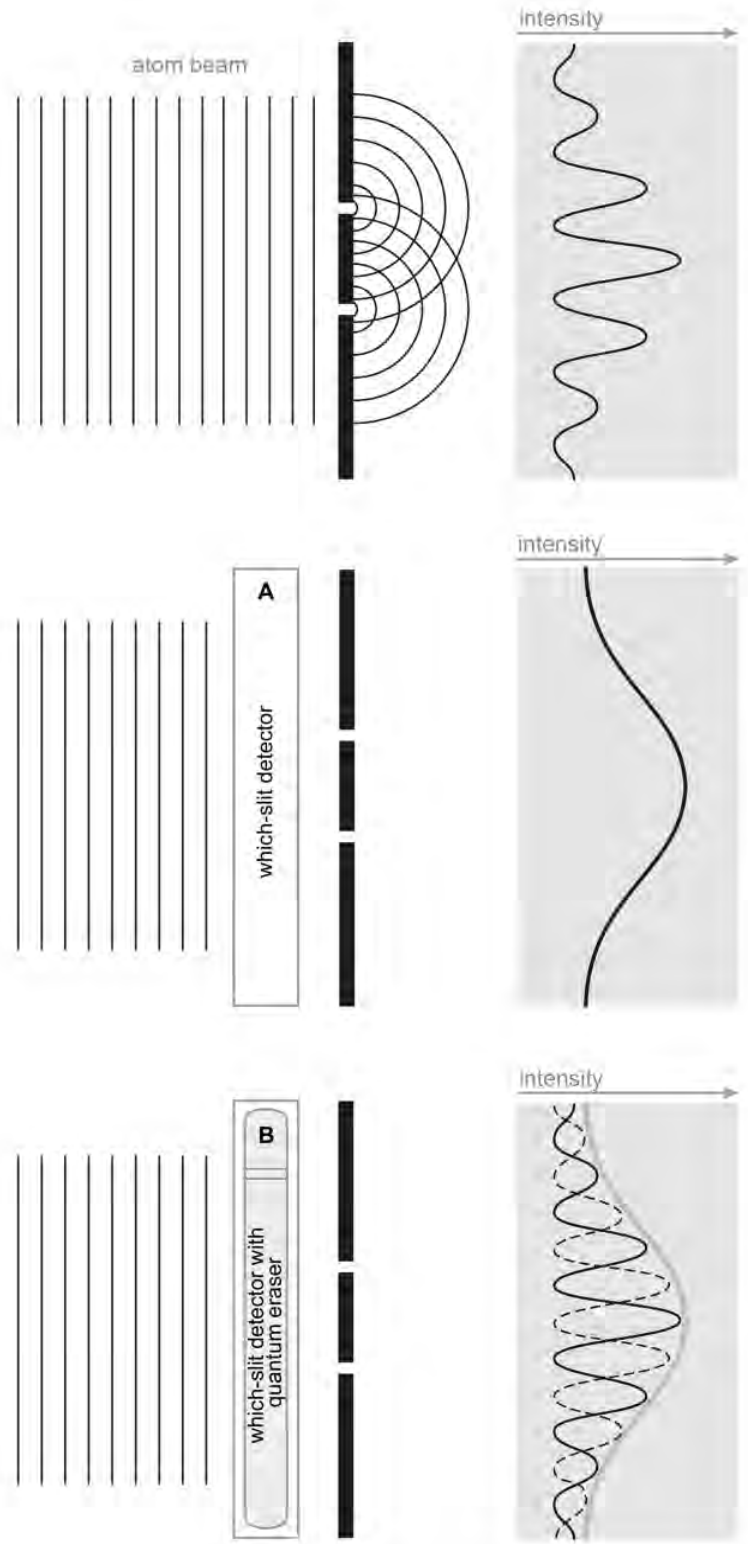 intensity
atom beam
intensity
A
which-slit detector
intensity
B
which-slit detector with
quantum eraser